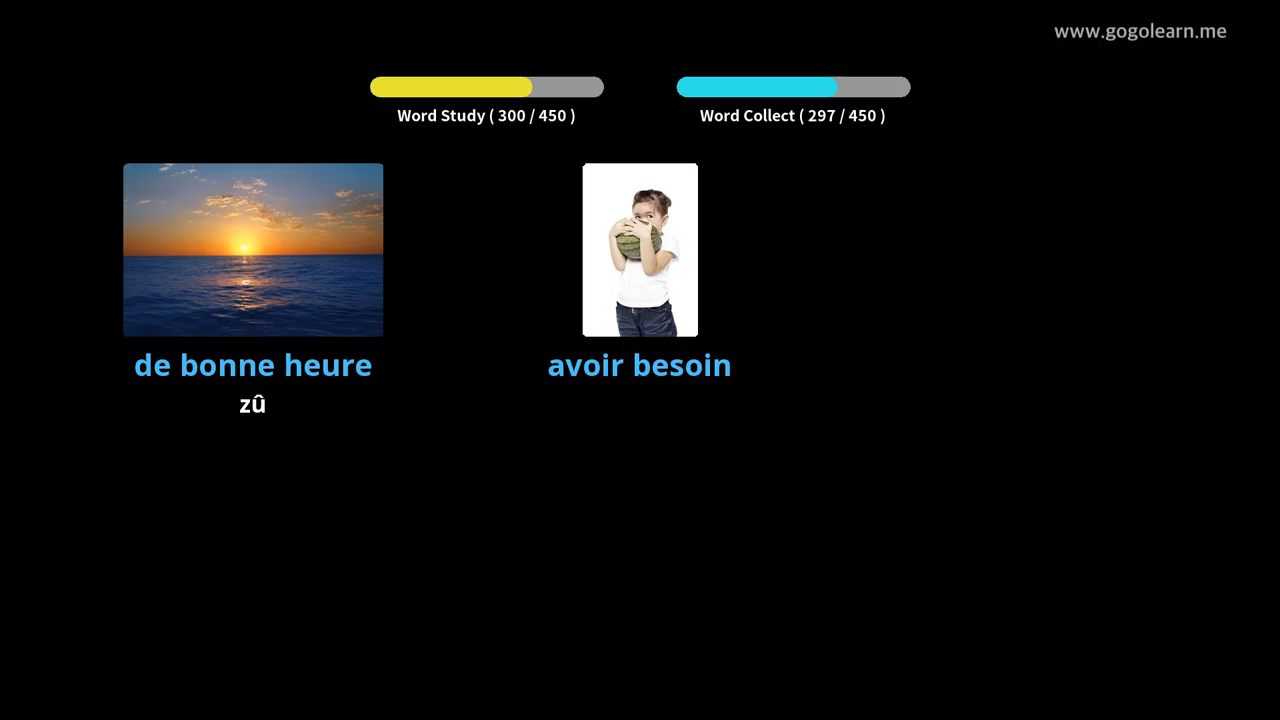 www.gogolearn.me
Word Study ( 300 / 450 )
Word Collect ( 297 / 450 )
de bonne heure
zû
avoir besoin